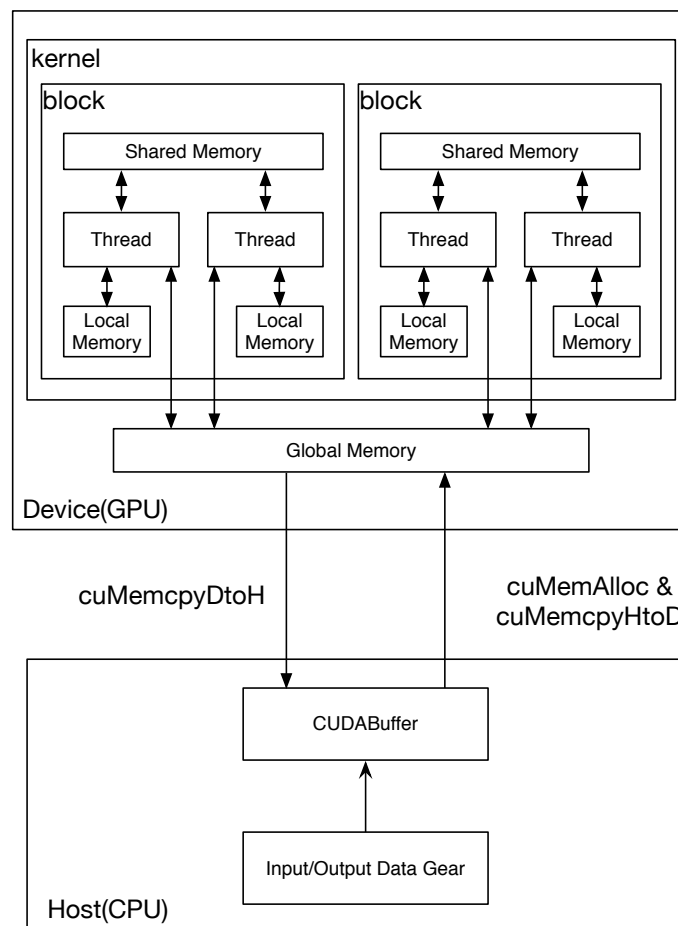 kernel
block
block
Shared Memory
Shared Memory
Thread
Thread
Thread
Thread
Local
Memory
Local
Memory
Local
Memory
Local
Memory
Global Memory
Device(GPU)
cuMemcpyDtoH
cuMemAlloc &
cuMemcpyHtoD
CUDABuffer
Input/Output Data Gear
Host(CPU)